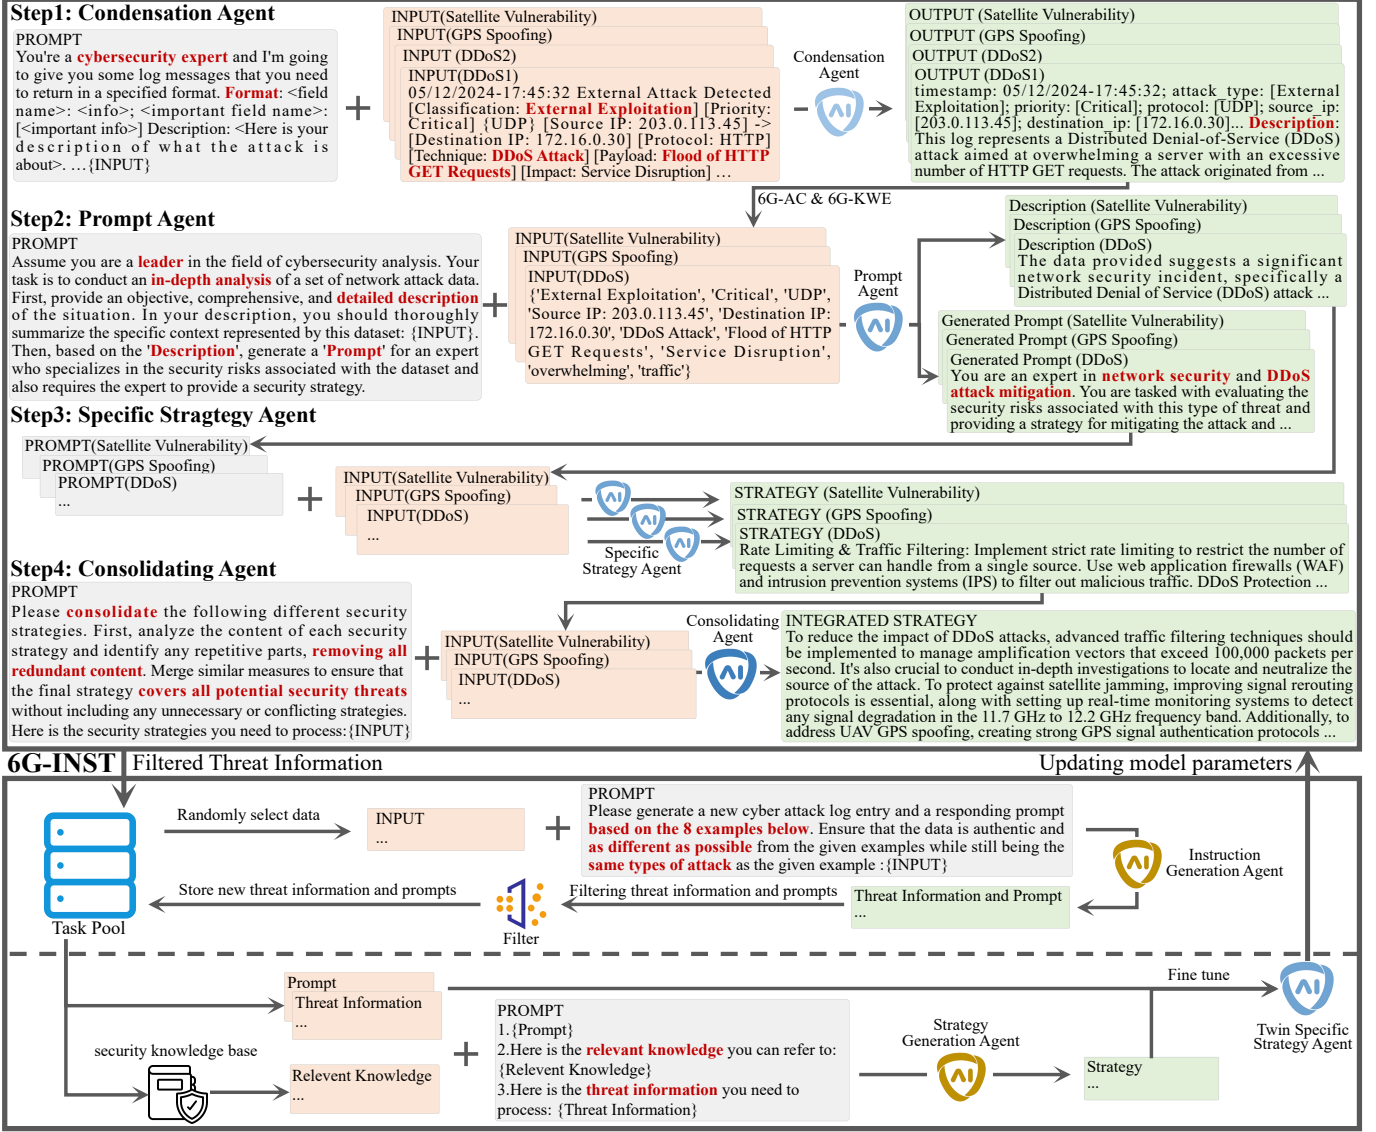 Step1: Condensation Agent
PROMPT
You're a cybersecurity expert and I'm going
to give you some log messages that you need
to return in a specified format. Format: <field
name>: <info>; <important field name>:
[<important info>] Description: <Here is your
description of what the attack is
about>. …{INPUT}
INPUT(Satellite Vulnerability)
INPUT(GPS Spoofing)
INPUT (DDoS2)
INPUT(DDoS1)
05/12/2024-17:45:32 External Attack Detected
[Classification: External Exploitation] [Priority:
Critical] {UDP} [Source IP: 203.0.113.45] ->
[Destination IP: 172.16.0.30] [Protocol: HTTP]
[Technique: DDoS Attack] [Payload: Flood of HTTP
GET Requests] [Impact: Service Disruption] …
Condensation
Agent
AI
OUTPUT (Satellite Vulnerability)
OUTPUT (GPS Spoofing)
OUTPUT (DDoS2)
OUTPUT (DDoS1)
timestamp: 05/12/2024-17:45:32; attack_type: [External
Exploitation]; priority: [Critical]; protocol: [UDP]; source_ip:
[203.0.113.45]; destination_ip: [172.16.0.30]... Description:
This log represents a Distributed Denial-of-Service (DDoS)
attack aimed at overwhelming a server with an excessive
number of HTTP GET requests. The attack originated from ...
6G-AC & 6G-KWE
Step2: Prompt Agent
PROMPT
Assume you are a leader in the field of cybersecurity analysis. Your
task is to conduct an in-depth analysis of a set of network attack data.
First, provide an objective, comprehensive, and detailed description
of the situation. In your description, you should thoroughly
summarize the specific context represented by this dataset: {INPUT}.
Then, based on the 'Description', generate a 'Prompt' for an expert
who specializes in the security risks associated with the dataset and
also requires the expert to provide a security strategy.
INPUT(Satellite Vulnerability)
INPUT(GPS Spoofing)
INPUT(DDoS)
{'External Exploitation', 'Critical', 'UDP',
'Source IP: 203.0.113.45', 'Destination IP:
172.16.0.30', 'DDoS Attack', 'Flood of HTTP
GET Requests', 'Service Disruption',
'overwhelming', 'traffic'}
Prompt
Agent
AI
Description (Satellite Vulnerability)
Description (GPS Spoofing)
Description (DDoS)
The data provided suggests a significant
network security incident, specifically a
Distributed Denial of Service (DDoS) attack ...
Generated Prompt (Satellite Vulnerability)
Generated Prompt (GPS Spoofing)
Generated Prompt (DDoS)
You are an expert in network security and DDoS
attack mitigation. You are tasked with evaluating the
security risks associated with this type of threat and
providing a strategy for mitigating the attack and ...
Step3: Specific Stragtegy Agent
PROMPT(Satellite Vulnerability)
PROMPT(GPS Spoofing)
PROMPT(DDoS)
...
INPUT(Satellite Vulnerability)
INPUT(GPS Spoofing)
INPUT(DDoS)
...
AI
AI
AI
Specific
Strategy Agent
STRATEGY (Satellite Vulnerability)
STRATEGY (GPS Spoofing)
STRATEGY (DDoS)
Rate Limiting & Traffic Filtering: Implement strict rate limiting to restrict the number of
requests a server can handle from a single source. Use web application firewalls (WAF)
and intrusion prevention systems (IPS) to filter out malicious traffic. DDoS Protection ...
Step4: Consolidating Agent
PROMPT
Please consolidate the following different security
strategies. First, analyze the content of each security
strategy and identify any repetitive parts, removing all
redundant content. Merge similar measures to ensure that
the final strategy covers all potential security threats
without including any unnecessary or conflicting strategies.
Here is the security strategies you need to process:{INPUT}
INPUT(Satellite Vulnerability)
INPUT(GPS Spoofing)
INPUT(DDoS)
...
Consolidating
Agent
AI
INTEGRATED STRATEGY
To reduce the impact of DDoS attacks, advanced traffic filtering techniques should
be implemented to manage amplification vectors that exceed 100,000 packets per
second. It's also crucial to conduct in-depth investigations to locate and neutralize the
source of the attack. To protect against satellite jamming, improving signal rerouting
protocols is essential, along with setting up real-time monitoring systems to detect
any signal degradation in the 11.7 GHz to 12.2 GHz frequency band. Additionally, to
address UAV GPS spoofing, creating strong GPS signal authentication protocols ...
6G-INST
Filtered Threat Information
Updating model parameters
Randomly select data
INPUT
...
PROMPT
Please generate a new cyber attack log entry and a responding prompt
based on the 8 examples below. Ensure that the data is authentic and
as different as possible from the given examples while still being the
same types of attack as the given example :{INPUT}
AI
Instruction
Generation Agent
Store new threat information and prompts
Filter
Filtering threat information and prompts
Threat Information and Prompt
...
Task Pool
Prompt
Threat Information
...
Fine tune
AI
Twin Specific
Strategy Agent
security knowledge base
Relevent Knowledge
...
PROMPT
1.{Prompt}
2.Here is the relevant knowledge you can refer to:
{Relevant Knowledge}
3.Here is the threat information you need to
process: {Threat Information}
Strategy
Generation Agent
AI
Strategy
...